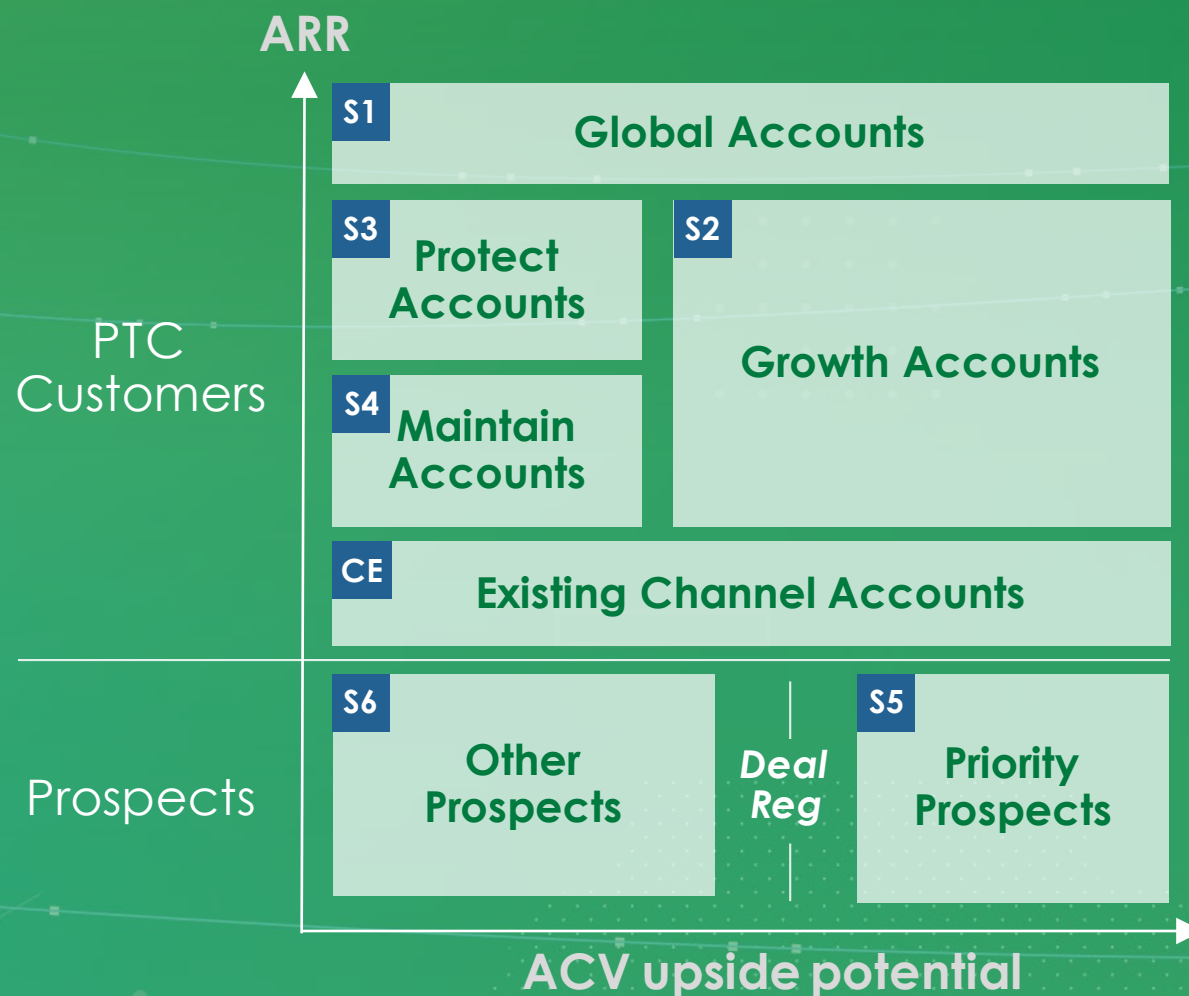 ARR
S1
Global Accounts
S3
Protect
Accounts
S2
Growth Accounts
PTC
Customers
S4
Maintain
Accounts
CE
Existing Channel Accounts
S6
Other
Prospects
Deal
Reg
S5
Priority
Prospects
Prospects
ACV upside potential